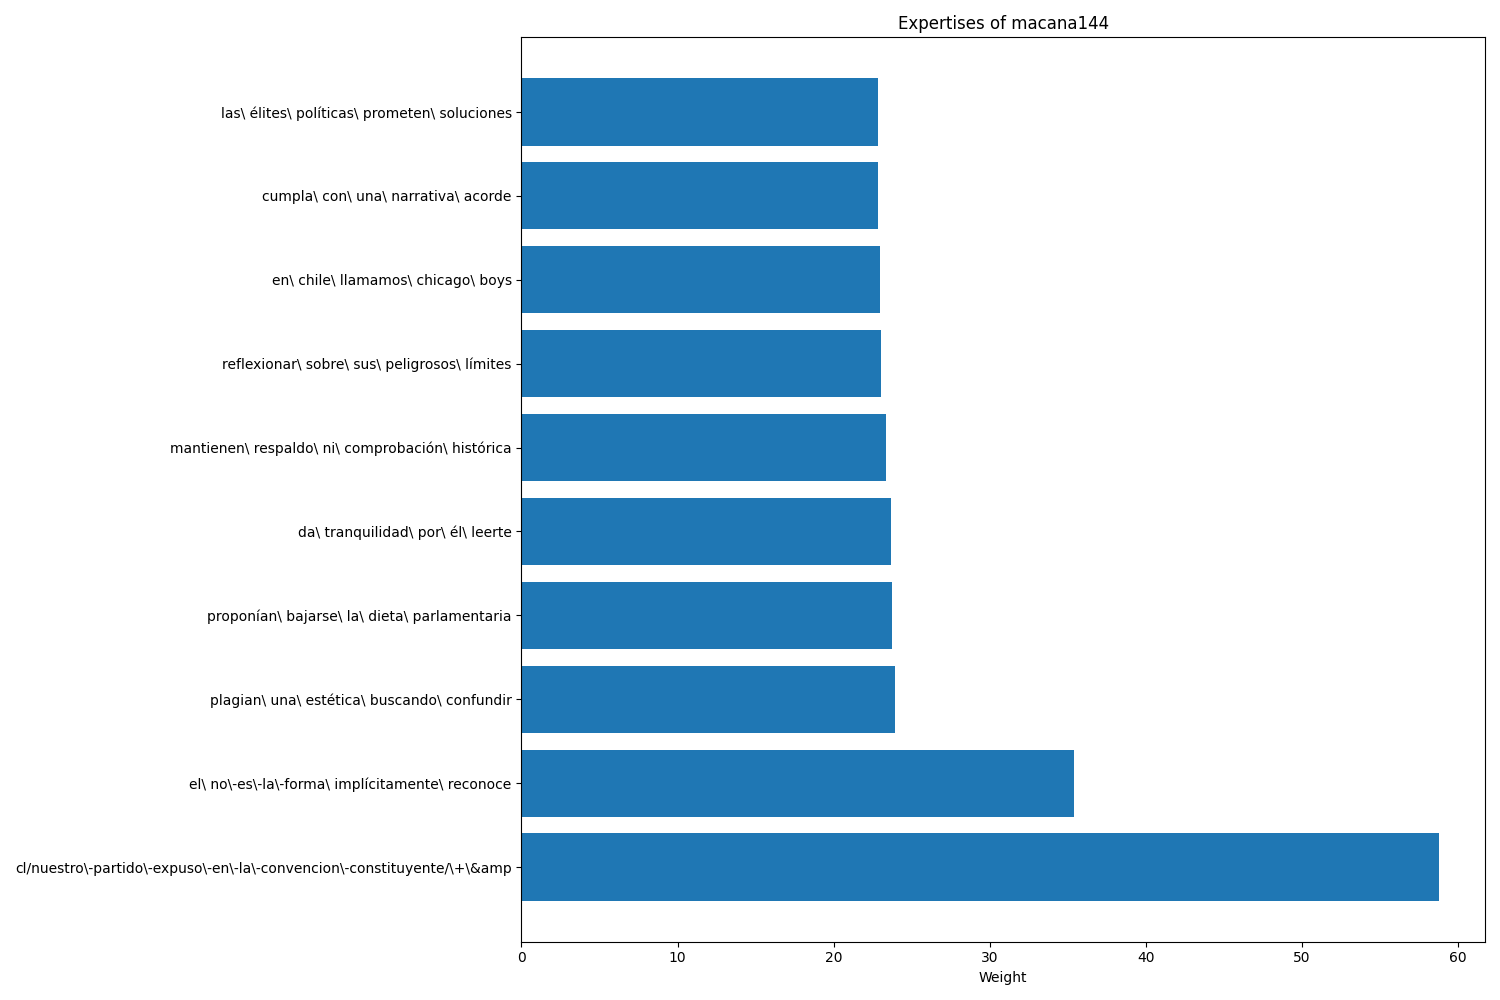 Expertises of macana144
las\ élites\ políticas\ prometen\ soluciones
cumpla\ con\ una\ narrativa\ acorde
en\ chile\ llamamos\ chicago\ boys
reflexionar\ sobre\ sus\ peligrosos\ límites
mantienen\ respaldo\ ni\ comprobación\ histórica
da\ tranquilidad\ por\ él\ leerte
proponían\ bajarse\ la\ dieta\ parlamentaria
plagian\ una\ estética\ buscando\ confundir
el\ no\-es\-la\-forma\ implícitamente\ reconoce
cl/nuestro\-partido\-expuso\-en\-la\-convencion\-constituyente/\+\&amp
0 10 20 30 40 50 60
Weight